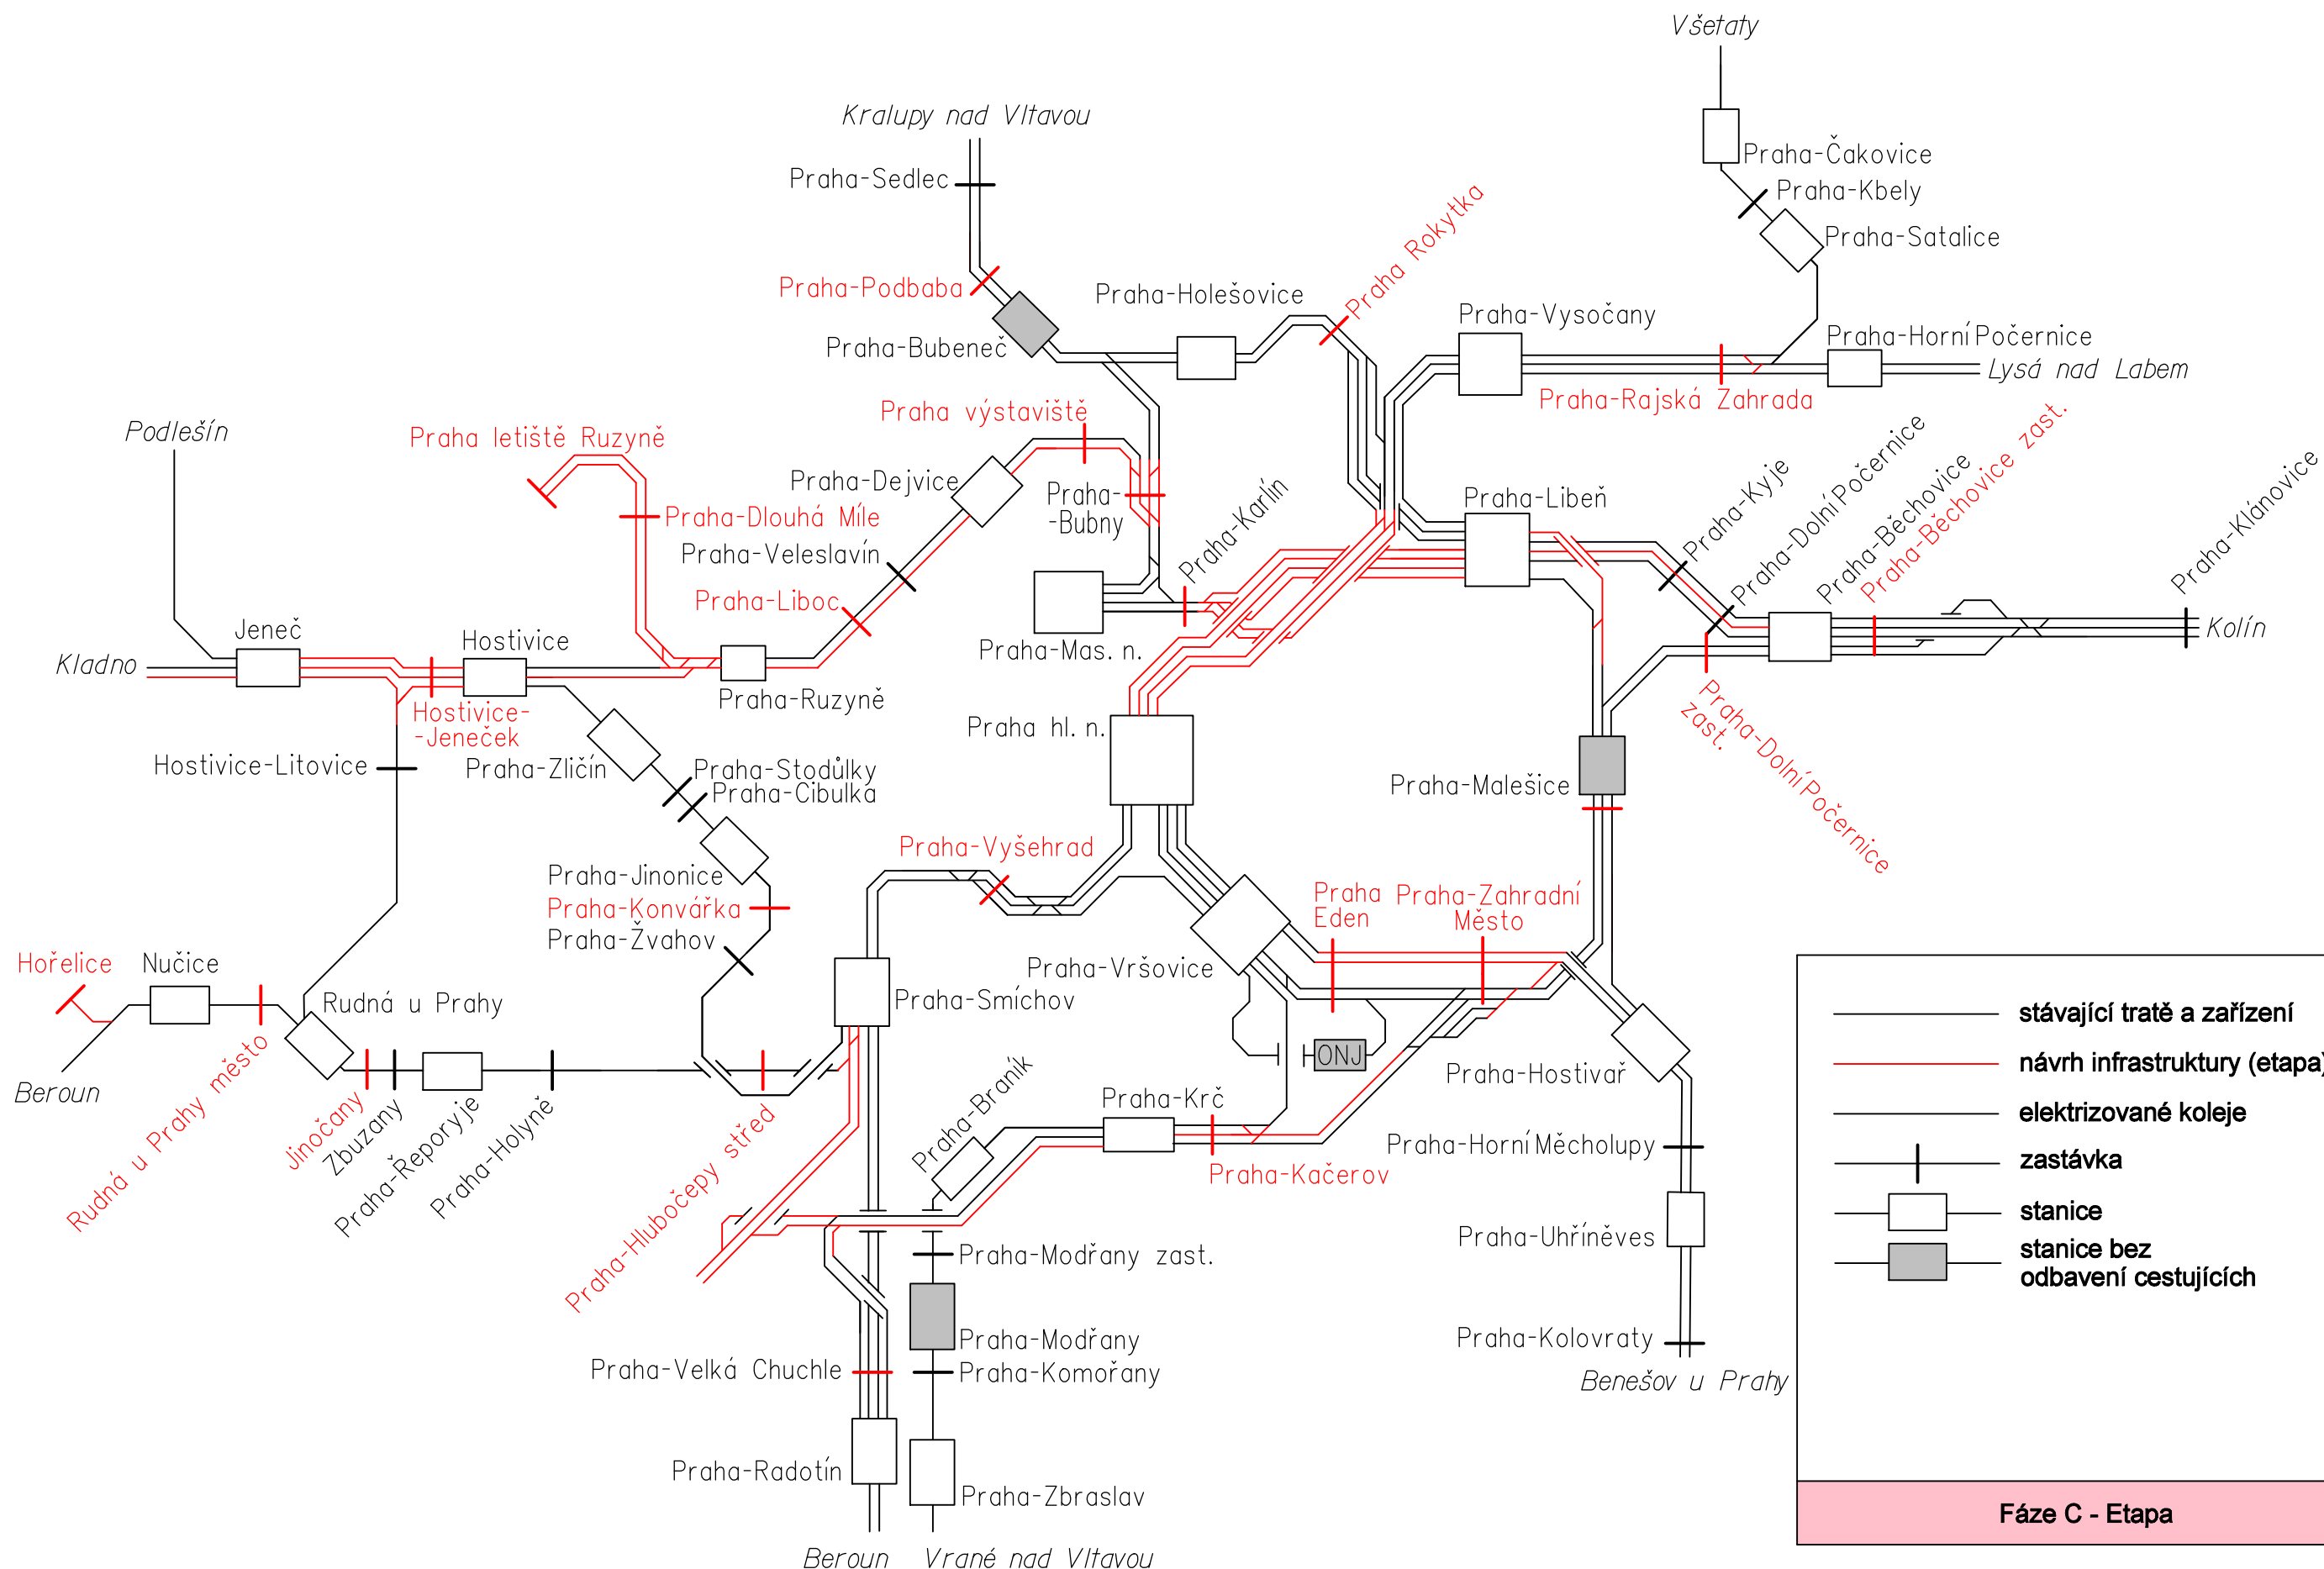 Všetaty
Kralupy nad Vltavou
Praha-Čakovice
Praha-Sedlec
Praha-Kbely
Praha Rokytka
Praha-Satalice
Praha-Podbaba
Praha-Holešovice
Praha-Vysočany
Praha-Horní Počernice
Praha-Bubeneč
Lysá nad Labem
Praha-Rajská Zahrada
Praha výstaviště
Podlešín
Praha letiště Ruzyně
Praha-Dejvice
Praha-
-Bubny
Praha-Karlín
Praha-Libeň
Praha-Kyje
Praha-Dolní Počernice
Praha-Běchovice
Praha-Běchovice zast.
Praha-Klánovice
Praha-Dlouhá Míle
Praha-Veleslavín
Praha-Liboc
Jeneč
Hostivice
Kladno
Praha-Mas. n.
Kolín
Praha-Ruzyně
Hostivice-
-Jeneček
Praha hl. n.
Praha-Dolní Počernice
zast.
Hostivice-Litovice
Praha-Zličín
Praha-Stodůlky
Praha-Cibulka
Praha-Malešice
Praha-Vyšehrad
Praha-Jinonice
Praha-Konvářka
Praha-Žvahov
Praha
Eden
Praha-Zahradní
Město
Hořelice
Nučice
Praha-Vršovice
Rudná u Prahy
Praha-Smíchov
ONJ
Praha-Hostivař
Beroun
Rudná u Prahy město
Jinočany
Zbuzany
Praha-Řeporyje
Praha-Holyně
Praha-Hlubočepy střed
Praha-Braník
Praha-Krč
Praha-Kačerov
Praha-Horní Měcholupy
Praha-Uhříněves
Praha-Modřany zast.
Praha-Modřany
Praha-Kolovraty
Praha-Velká Chuchle
Praha-Komořany
Benešov u Prahy
Praha-Radotín
Praha-Zbraslav
Beroun
Vrané nad Vltavou
stávající tratě a zařízení
návrh infrastruktury (etapa)
elektrizované koleje
zastávka
stanice
stanice bez
odbavení cestujících
Fáze C - Etapa